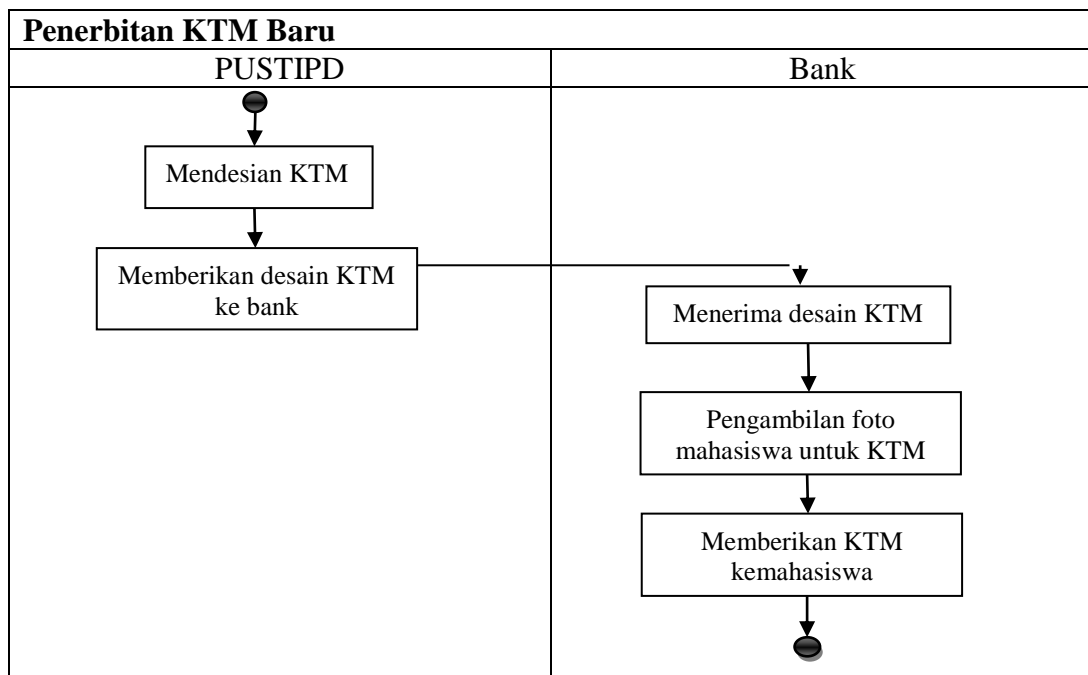 Penerbitan KTM Baru
PUSTIPD
Bank
Mendesian KTM
Memberikan desain KTM
ke bank
Menerima desain KTM
Pengambilan foto
mahasiswa untuk KTM
Memberikan KTM
kemahasiswa